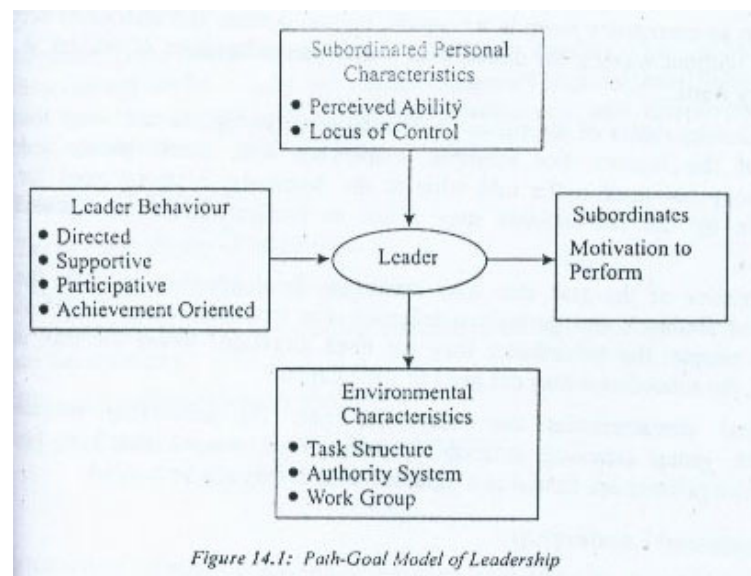 Subordinated Personal
Characteristics
● Perceived Ability
● Locus of Control
Leader Behaviour
● Directed
● Supportive
● Participative
● Achievement Oriented
Leader
Subordinates
Motivation to
Perform
Environmental
Characteristics
● Task Structure
● Authority System
● Work Group
Figure 14.1: Path-Goal Model of Leadership